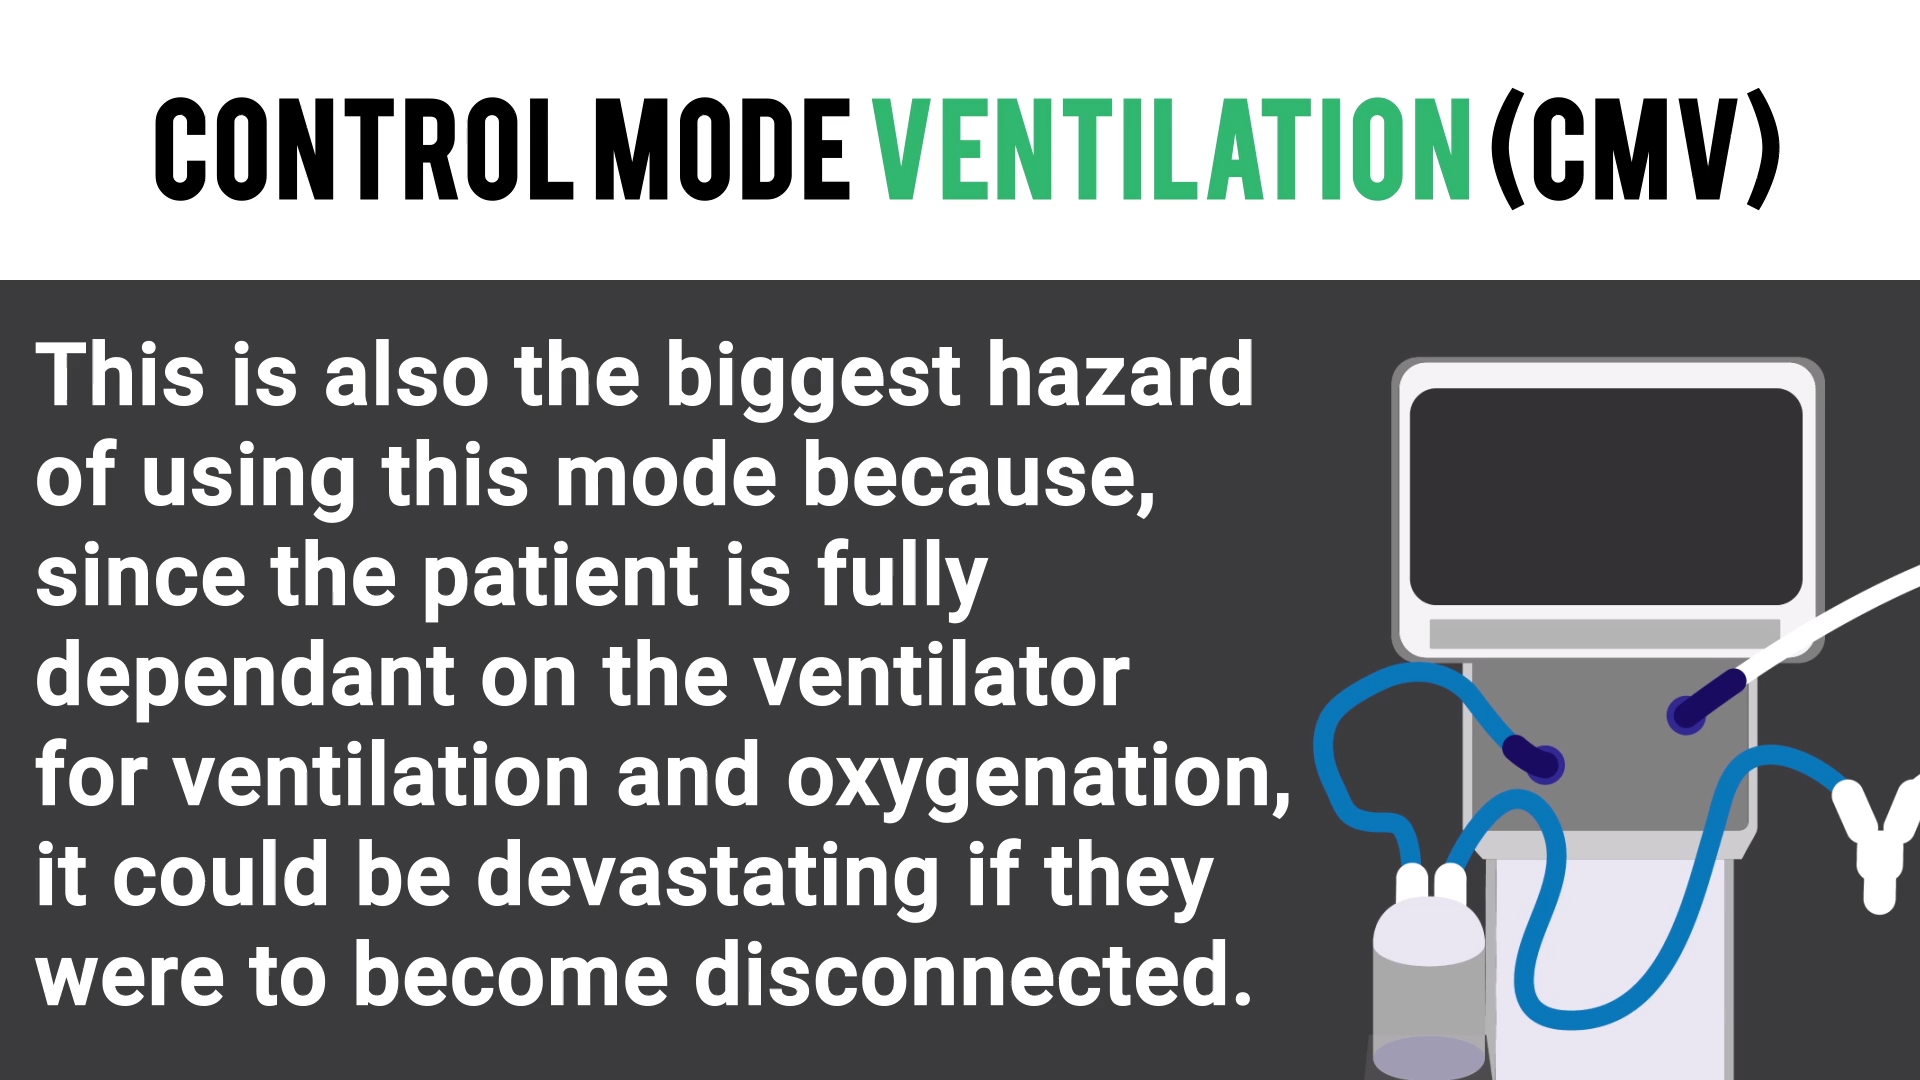 CONTROL MODE VENTILATION (CMV)
This is also the biggest hazard
of using this mode because,
since the patient is fully
dependant on the ventilator
for ventilation and oxygenation,
it could be devastating if they
were to become disconnected.